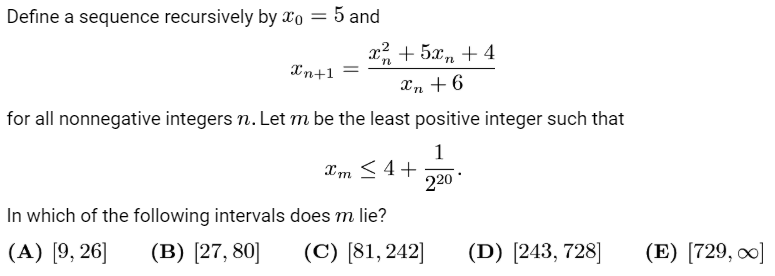 Define a sequence recursively by $x_0 = 5$ and
$$x_{n+1} = \frac{x_n^2 + 5x_n + 4}{x_n + 6}$$
for all nonnegative integers $n$. Let $m$ be the least positive integer such that
$$x_m \leq 4 + \frac{1}{2^{20}}.$$
In which of the following intervals does $m$ lie?
(A) [9, 26] (B) [27, 80] (C) [81, 242] (D) [243, 728] (E) [729, ∞]